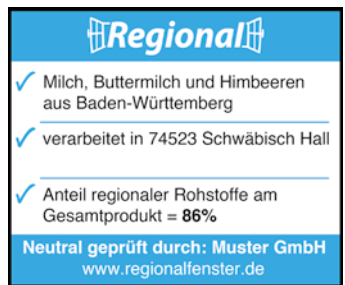 Regional
Milch, Buttermilch und Himbeeren
aus Baden-Württemberg
verarbeitet in 74523 Schwäbisch Hall
Anteil regionaler Rohstoffe am
Gesamtprodukt = 86%
Neutral geprüft durch: Muster GmbH
www.regionalfenster.de